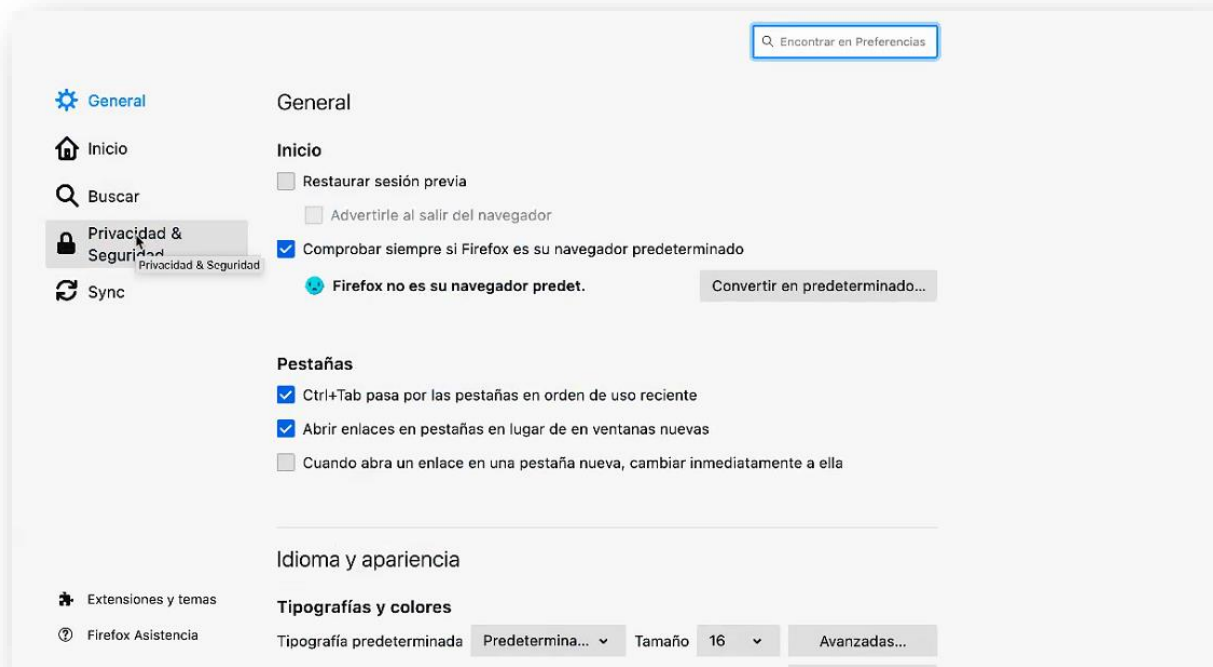 Encontrar en Preferencias
General
Inicio
Buscar
Privacidad &
Seguridad
Privacidad & Seguridad
Sync
Extensiones y temas
Firefox Asistencia
General
Inicio
Restaurar sesión previa
Advertirle al salir del navegador
Comprobar siempre si Firefox es su navegador predeterminado
Firefox no es su navegador predet.
Convertir en predeterminado...
Pestañas
Ctrl+Tab pasa por las pestañas en orden de uso reciente
Abrir enlaces en pestañas en lugar de en ventanas nuevas
Cuando abra un enlace en una pestaña nueva, cambiar inmediatamente a ella
Idioma y apariencia
Tipografías y colores
Tipografía predeterminada Predetermina... Tamaño 16 Avanzadas...